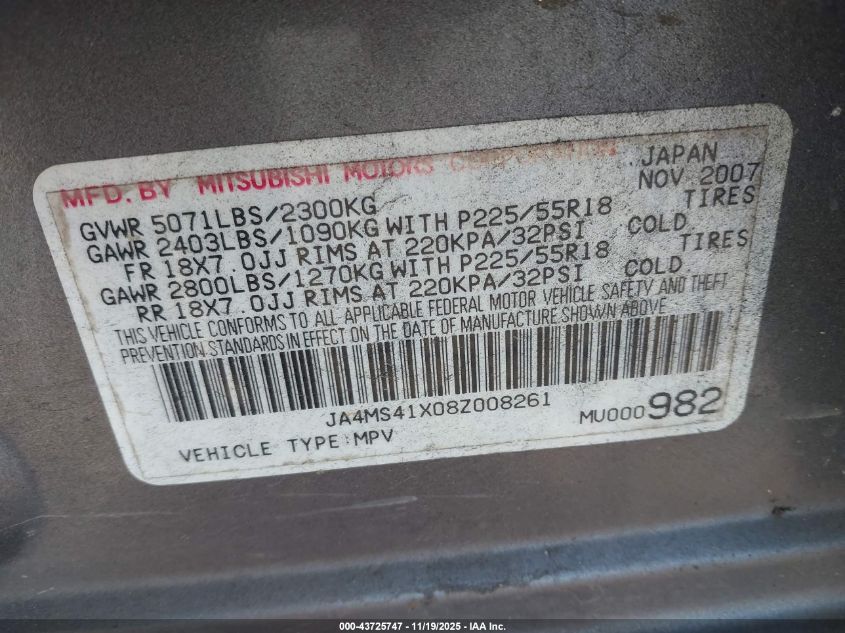 MFD. BY MITSUBISHI MOTORS CORPORATION JAPAN
NOV 2007
GVWR 5071LBS/2300KG
GAWR 2403LBS/1090KG WITH P225/55R18 TIRES
FR 18X7.0JJ RIMS AT 220KPA/32PSI COLD
GAWR 2800LBS/1270KG WITH P225/55R18 TIRES
RR 18X7.0JJ RIMS AT 220KPA/32PSI COLD
THIS VEHICLE CONFORMS TO ALL APPLICABLE FEDERAL MOTOR VEHICLE SAFETY AND THEFT
PREVENTION STANDARDS IN EFFECT ON THE DATE OF MANUFACTURE SHOWN ABOVE
JA4MS41X08Z008261
MU000982
VEHICLE TYPE:MPV
000-43725747 - 11/19/2025 - IAA Inc.